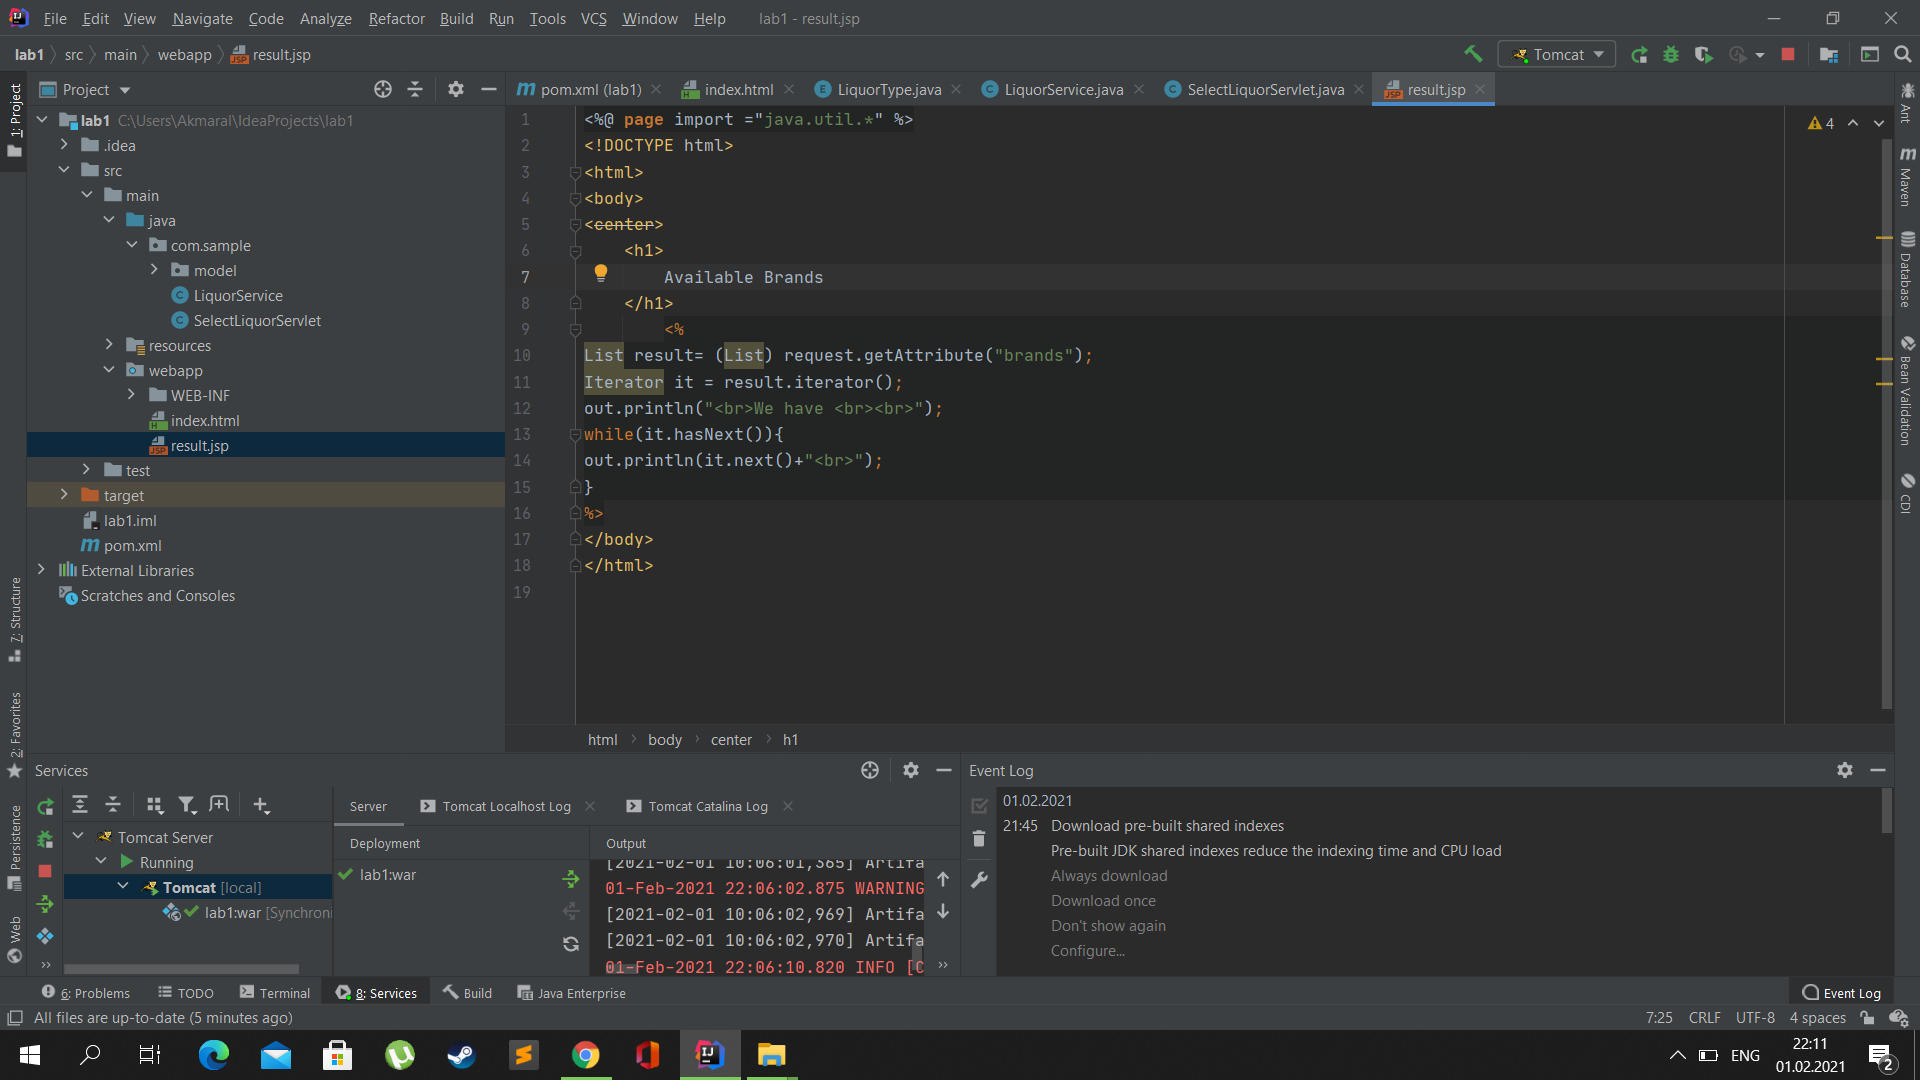 File Edit View Navigate Code Analyze Refactor Build Run Tools VCS Window Help lab1 - result.jsp
lab1 src main webapp result.jsp
Tomcat
Project
pom.xml (lab1) index.html LiquorType.java LiquorService.java SelectLiquorServlet.java result.jsp
1: Project
7: Structure
2: Favorites
Persistence
Web
lab1 C:\Users\Akmaral\IdeaProjects\lab1
.idea
src
main
java
com.sample
model
LiquorService
SelectLiquorServlet
resources
webapp
WEB-INF
index.html
result.jsp
test
target
lab1.iml
pom.xml
External Libraries
Scratches and Consoles
4
1 <%@ page import ="java.util.*" %>
2 <!DOCTYPE html>
3 <html>
4 <body>
5 <center>
6 <h1>
7 Available Brands
8 </h1>
9 <%
10 List result= (List) request.getAttribute("brands");
11 Iterator it = result.iterator();
12 out.println("<br>We have <br><br>");
13 while(it.hasNext()){
14 out.println(it.next()+"<br>");
15 }
16 %>
17 </body>
18 </html>
19
html body center h1
Ant
Maven
Database
Bean Validation
CDI
Services
Server Tomcat Localhost Log Tomcat Catalina Log
Tomcat Server
Running
Tomcat [local]
lab1:war [Synchroni
Deployment
lab1:war
Output
[2021-02-01 10:06:01,365] Artifa
01-Feb-2021 22:06:02.875 WARNING
[2021-02-01 10:06:02,969] Artifa
[2021-02-01 10:06:02,970] Artifa
01-Feb-2021 22:06:10.820 INFO [C
Event Log
01.02.2021
21:45 Download pre-built shared indexes
Pre-built JDK shared indexes reduce the indexing time and CPU load
Always download
Download once
Don't show again
Configure...
6: Problems TODO Terminal 8: Services Build Java Enterprise Event Log
All files are up-to-date (5 minutes ago) 7:25 CRLF UTF-8 4 spaces
ENG
22:11
01.02.2021
2